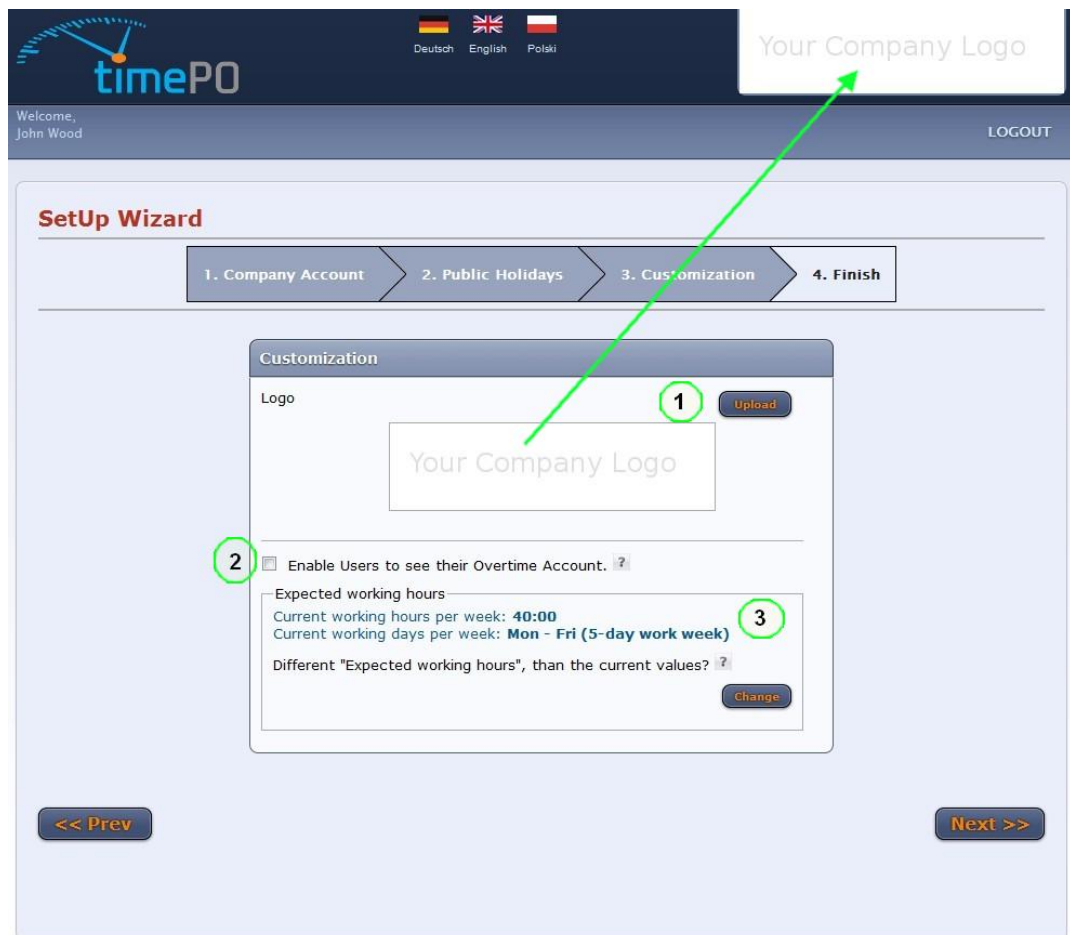 timePO
Deutsch English Polski
Your Company Logo
Welcome,
John Wood
LOGOUT
SetUp Wizard
1. Company Account 2. Public Holidays 3. Customization 4. Finish
Customization
Logo
1
Upload
Your Company Logo
2
Enable Users to see their Overtime Account. ?
Expected working hours
Current working hours per week: 40:00
3
Current working days per week: Mon - Fri (5-day work week)
Different "Expected working hours", than the current values? ?
Change
<< Prev
Next >>